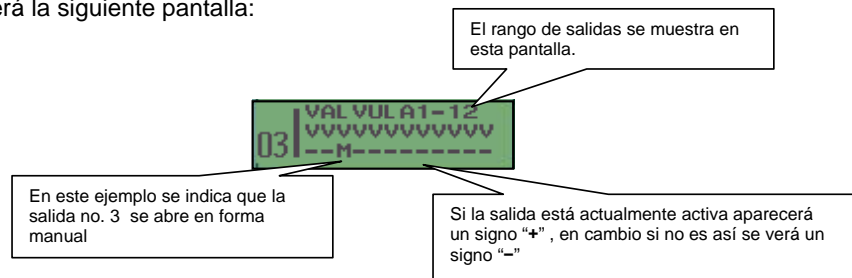 erá la siguiente pantalla:
El rango de salidas se muestra en
esta pantalla.
VALVULA1-12
VVVVVVVVVVVV
03
--M---------
En este ejemplo se indica que la
salida no. 3 se abre en forma
manual
Si la salida está actualmente activa aparecerá
un signo “+” , en cambio si no es así se verá un
signo “−”